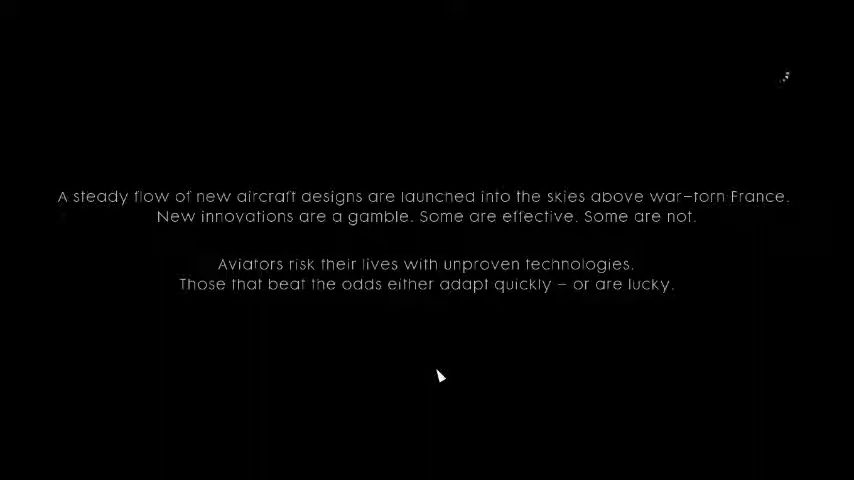 A steady flow of new aircraft designs are launched into the skies above war-torn France.
New innovations are a gamble. Some are effective. Some are not.
Aviators risk their lives with unproven technologies.
Those that beat the odds either adapt quickly - or are lucky.